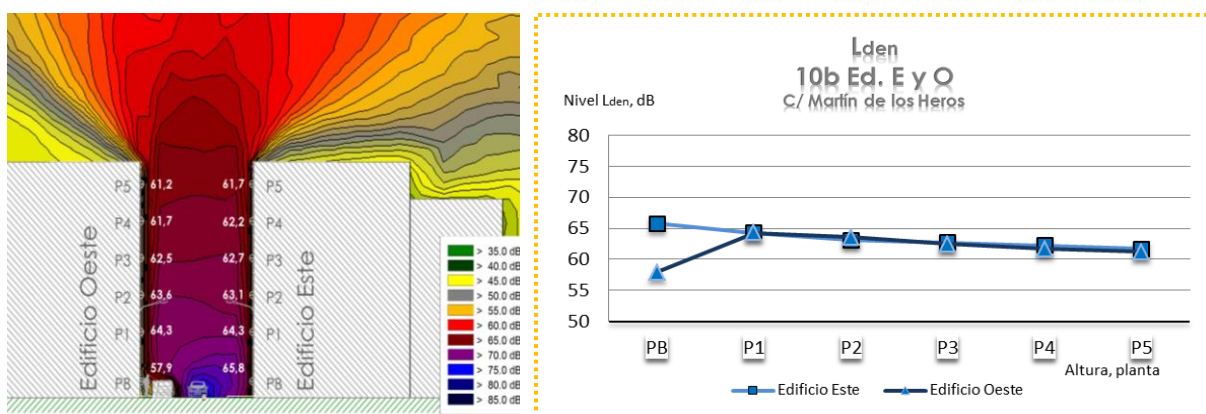 Edificio Oeste
Edificio Este
P5 61,2 61,7 P5
P4 61,7 62,2 P4
P3 62,5 62,7 P3
P2 63,6 63,1 P2
P1 64,3 64,3 P1
PB 57,9 65,8 PB
> 35.0 dB
> 40.0 dB
> 45.0 dB
> 50.0 dB
> 55.0 dB
> 60.0 dB
> 65.0 dB
> 70.0 dB
> 75.0 dB
> 80.0 dB
> 85.0 dB
Lden
10b Ed. E y O
C/ Martín de los Heros
Nivel Lden, dB
80
75
70
65
60
55
50
PB P1 P2 P3 P4 P5
Altura, planta
Edificio Este Edificio Oeste